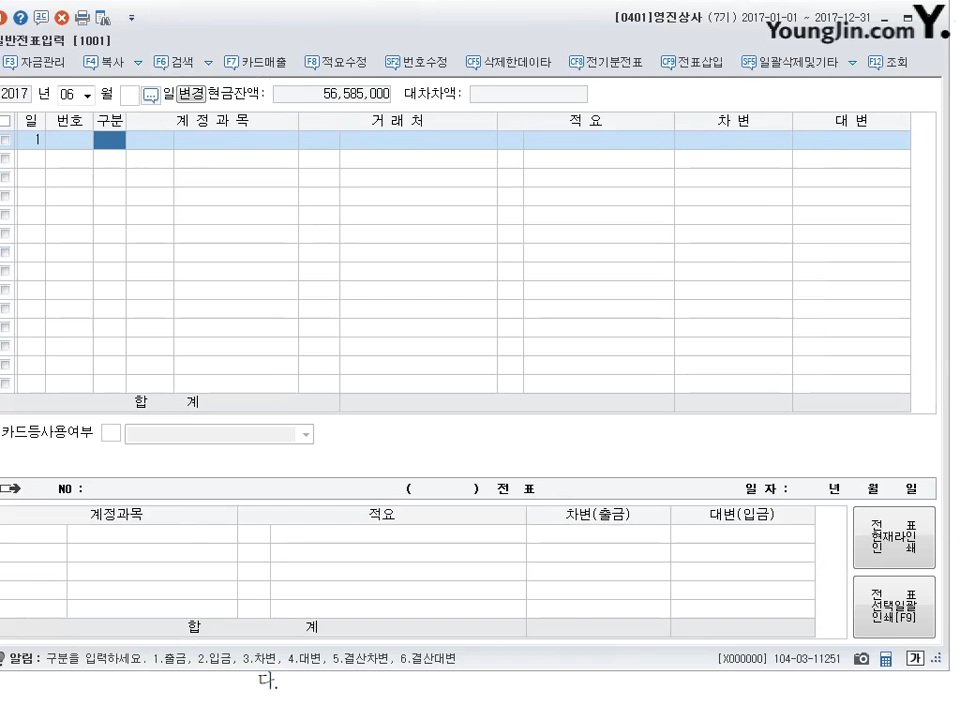 [0401]영진상사 (7기) 2017-01-01 ~ 2017-12-31
YoungJin.com Y.
일반전표입력 [1001]
F3 자금관리 F4 복사 F6 검색 F7 카드매출 F8 적요수정 SF2 번호수정 CF5 삭제한데이타 CF8 전기분전표 CF9 전표삽입 SF5 일괄삭제및기타 F12 조회
2017 년 06 월 일 변경 현금잔액: 56,585,000 대차차액:
일 번호 구분 계 정 과 목 거 래 처 적 요 차 변 대 변
1
합 계
카드등사용여부
NO : ( ) 전 표 일 자 : 년 월 일
계정과목 적요 차변(출금) 대변(입금)
전 표
현재라인
인 쇄
전 표
선택일괄
인쇄[F9]
합 계
알림 : 구분을 입력하세요. 1.출금, 2.입금, 3.차변, 4.대변, 5.결산차변, 6.결산대변 [X000000] 104-03-11251 가
다.